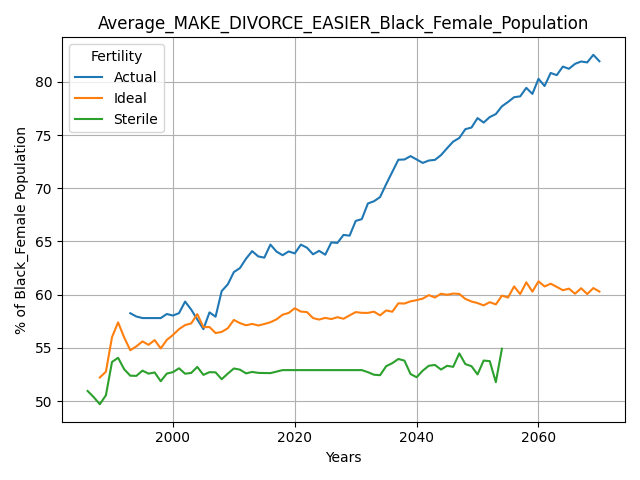 Average_MAKE_DIVORCE_EASIER_Black_Female_Population
Fertility
Actual
Ideal
Sterile
% of Black_Female Population
80
75
70
65
60
55
50
2000
2020
2040
2060
Years